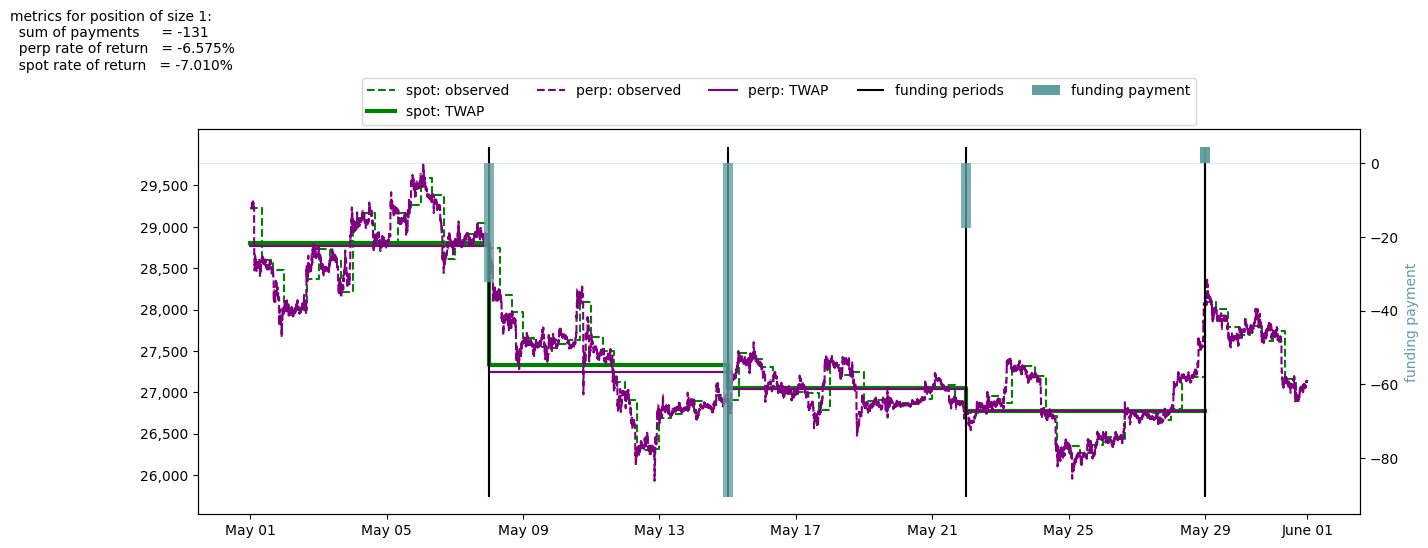 metrics for position of size 1:
sum of payments = -131
perp rate of return = -6.575%
spot rate of return = -7.010%
spot: observed perp: observed perp: TWAP funding periods funding payment
spot: TWAP
29,500
29,000
28,500
28,000
27,500
27,000
26,500
26,000
0
−20
−40
−60
−80
funding payment
May 01 May 05 May 09 May 13 May 17 May 21 May 25 May 29 June 01